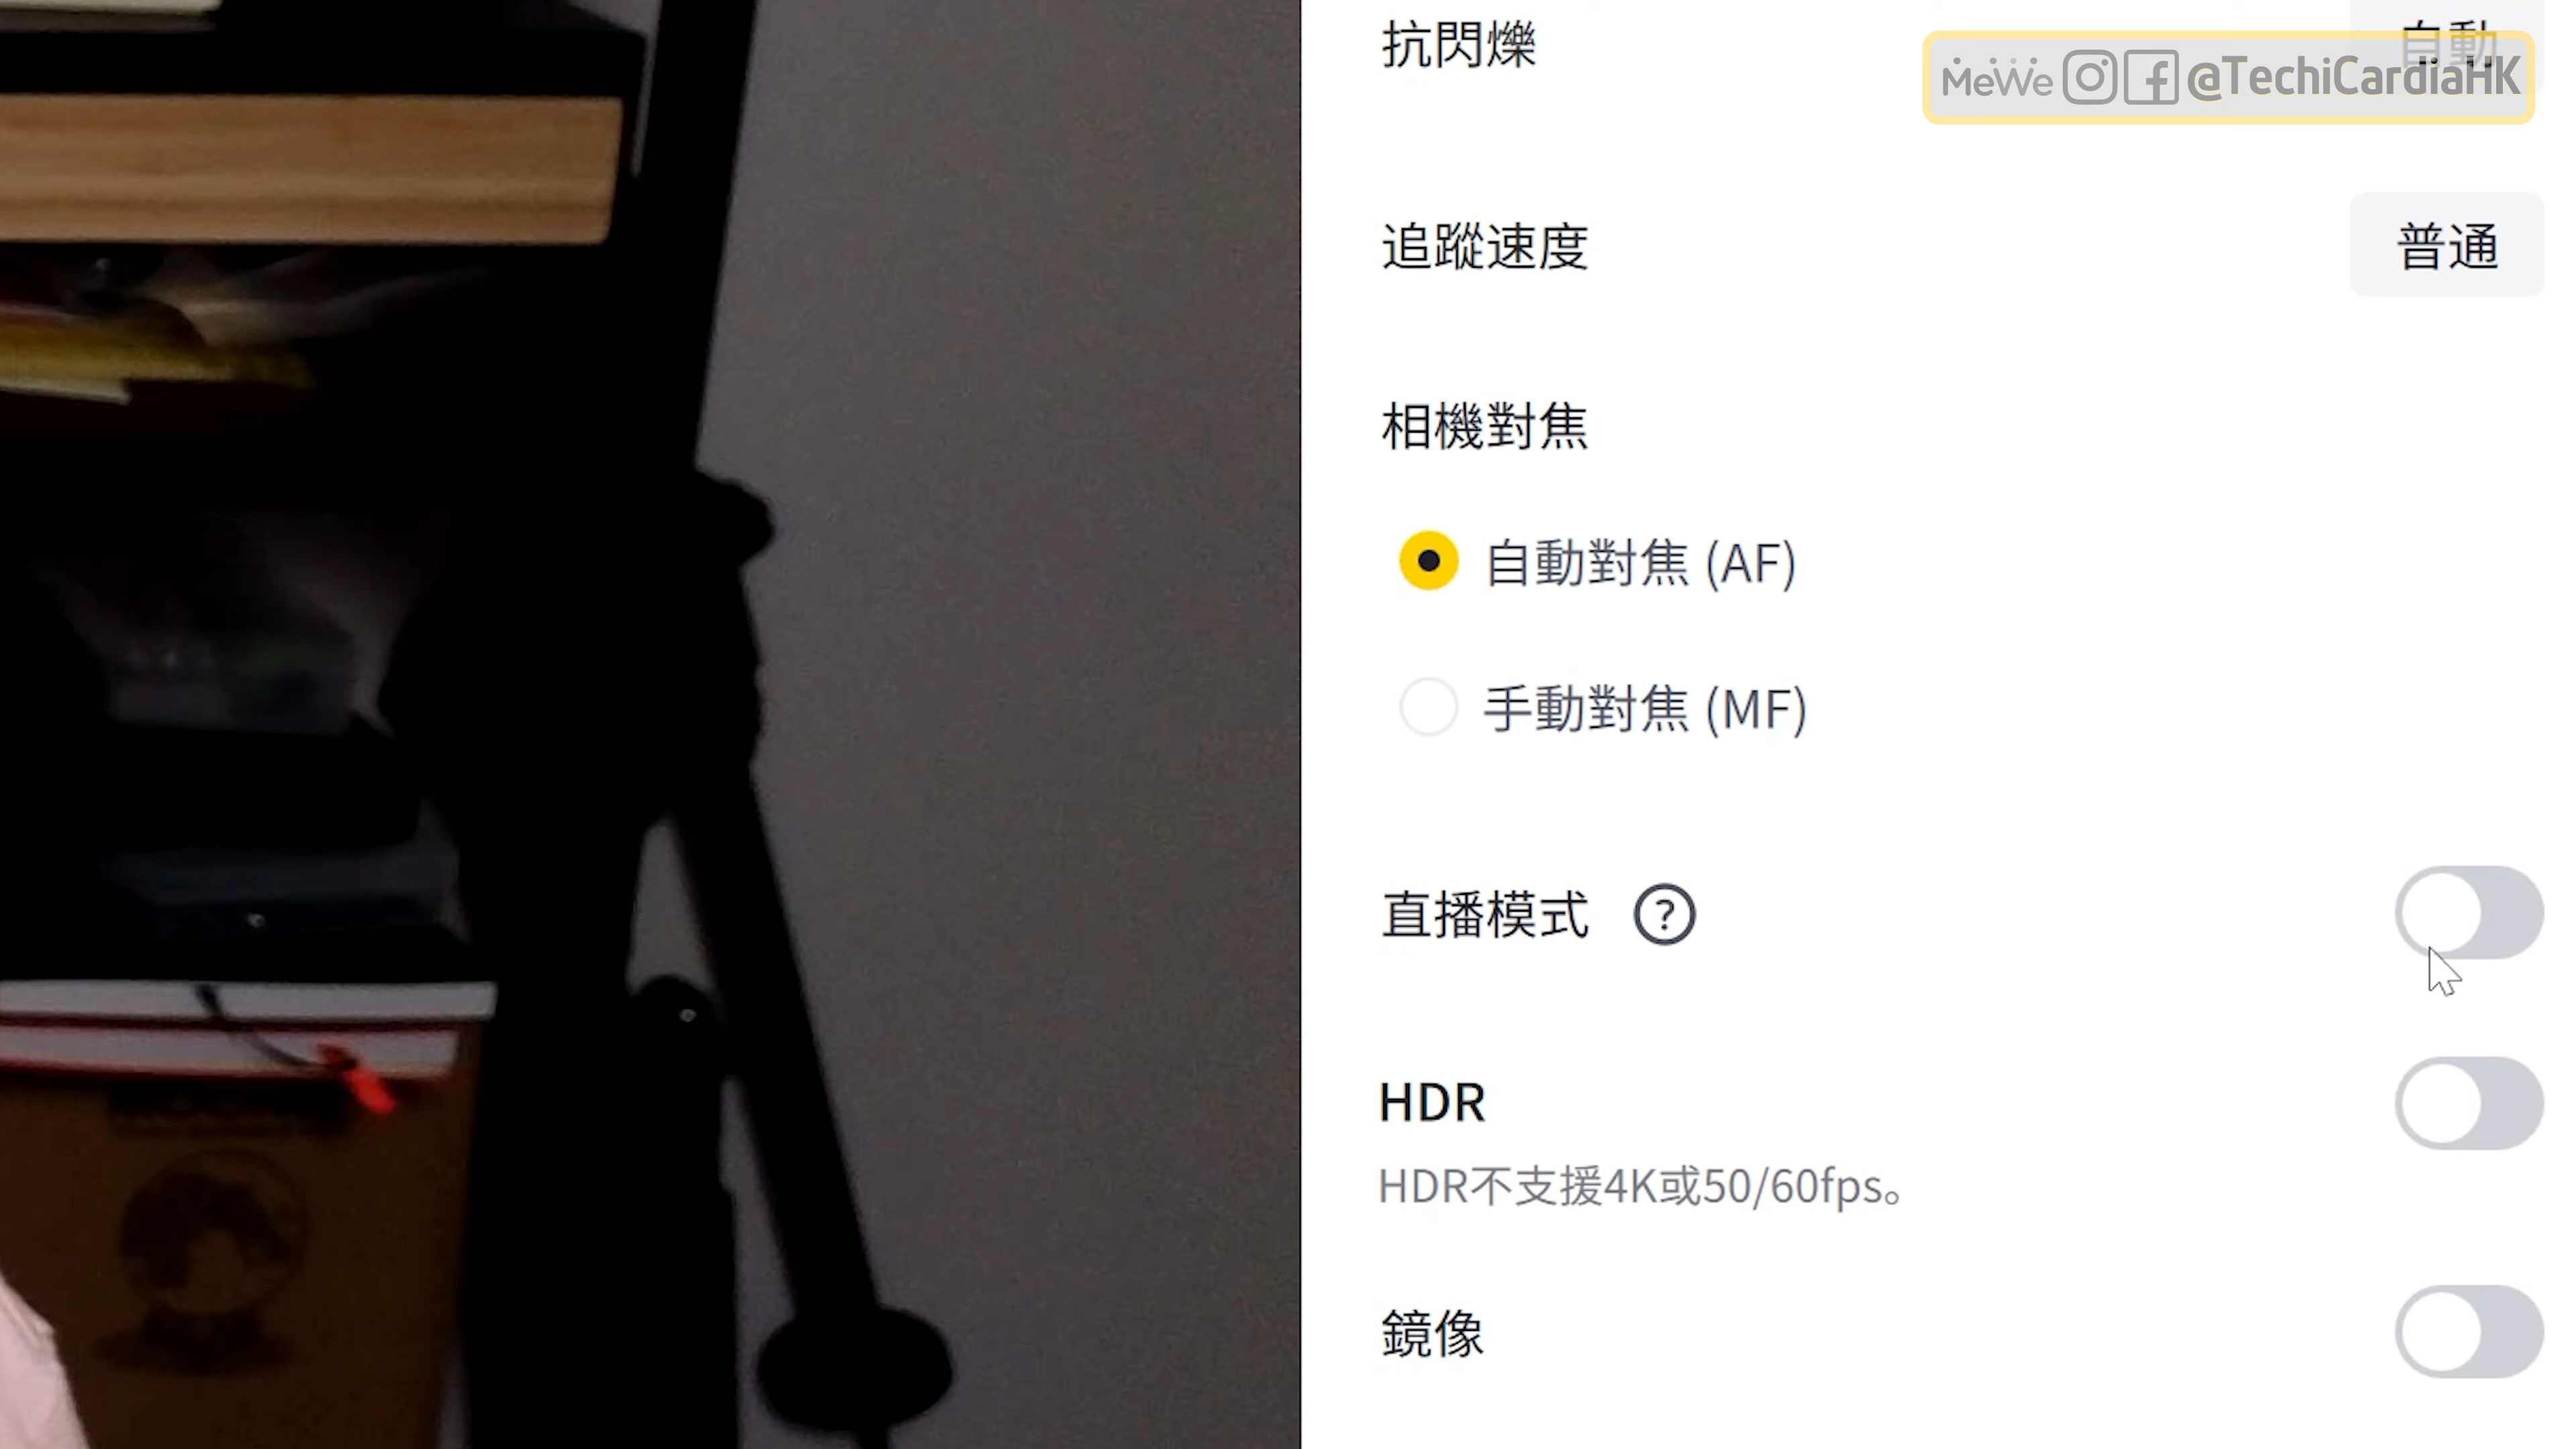 抗閃爍
自動
MeWe @TechiCardiaHK
追蹤速度
普通
相機對焦
自動對焦 (AF)
手動對焦 (MF)
直播模式 ?
HDR
HDR不支援4K或50/60fps。
鏡像